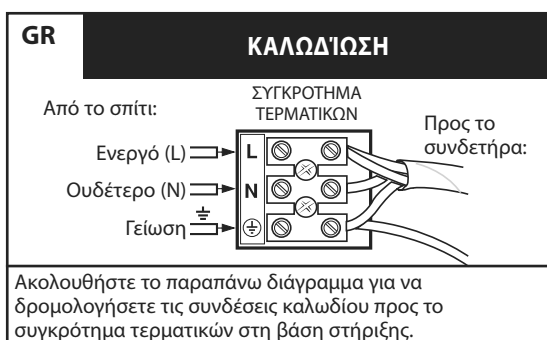 GR
ΚΑΛΩΔΊΩΣΗ
ΣΥΓΚΡΟΤΗΜΑ
ΤΕΡΜΑΤΙΚΩΝ
Από το σπίτι:
Προς το
συνδετήρα:
Ενεργό (L)
L
Ουδέτερο (N)
N
Γείωση
Ακολουθήστε το παραπάνω διάγραμμα για να
δρομολογήσετε τις συνδέσεις καλωδίου προς το
συγκρότημα τερματικών στη βάση στήριξης.